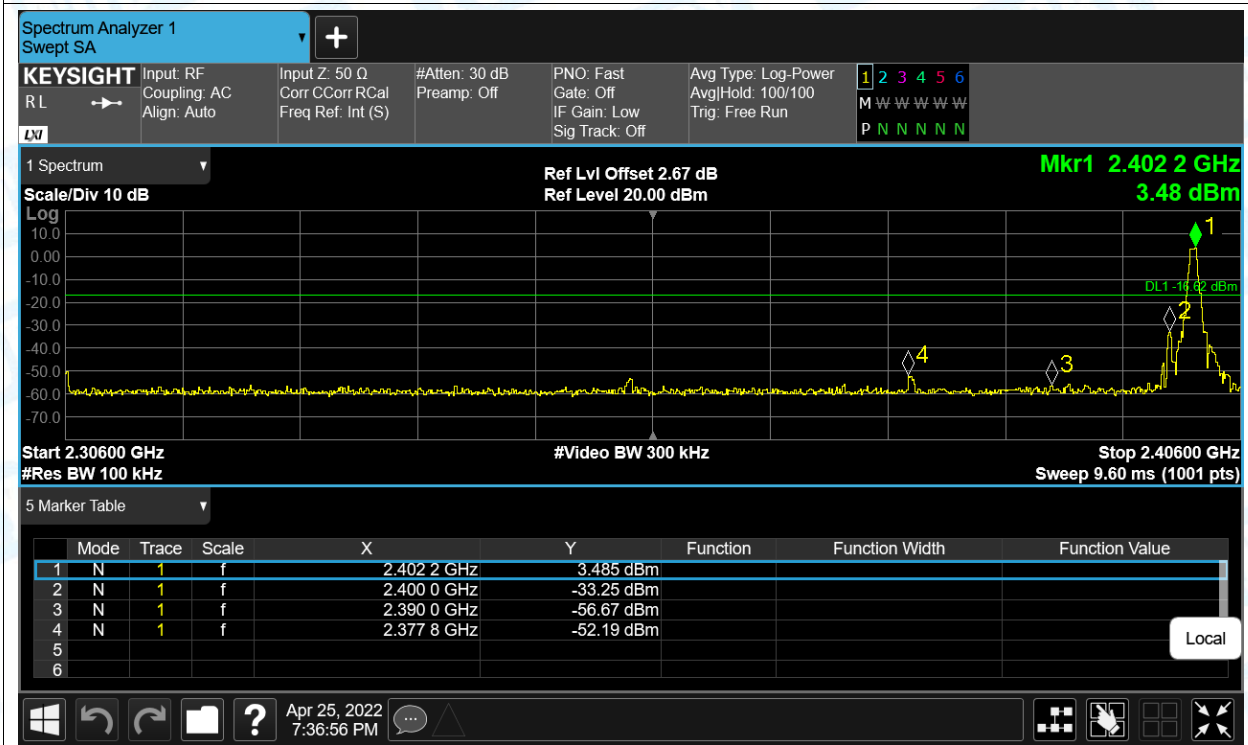 Spectrum Analyzer 1
Swept SA
KEYSIGHT
R L
LXI
Input: RF
Coupling: AC
Align: Auto
Input Z: 50 Ω
Corr CCorr RCal
Freq Ref: Int (S)
#Atten: 30 dB
Preamp: Off
PNO: Fast
Gate: Off
IF Gain: Low
Sig Track: Off
Avg Type: Log-Power
Avg|Hold: 100/100
Trig: Free Run
1 2 3 4 5 6
M W W W W W
P N N N N N
1 Spectrum
Scale/Div 10 dB
Ref Lvl Offset 2.67 dB
Ref Level 20.00 dBm
Mkr1 2.402 2 GHz
3.48 dBm
Log
10.0
0.00
-10.0
-20.0
-30.0
-40.0
-50.0
-60.0
-70.0
1
DL1 -16.62 dBm
2
4
3
Start 2.30600 GHz
#Video BW 300 kHz
Stop 2.40600 GHz
#Res BW 100 kHz
Sweep 9.60 ms (1001 pts)
5 Marker Table
Mode Trace Scale X Y Function Function Width Function Value
1 N 1 f 2.402 2 GHz 3.485 dBm
2 N 1 f 2.400 0 GHz -33.25 dBm
3 N 1 f 2.390 0 GHz -56.67 dBm
4 N 1 f 2.377 8 GHz -52.19 dBm
5
6
Local
?
Apr 25, 2022
7:36:56 PM